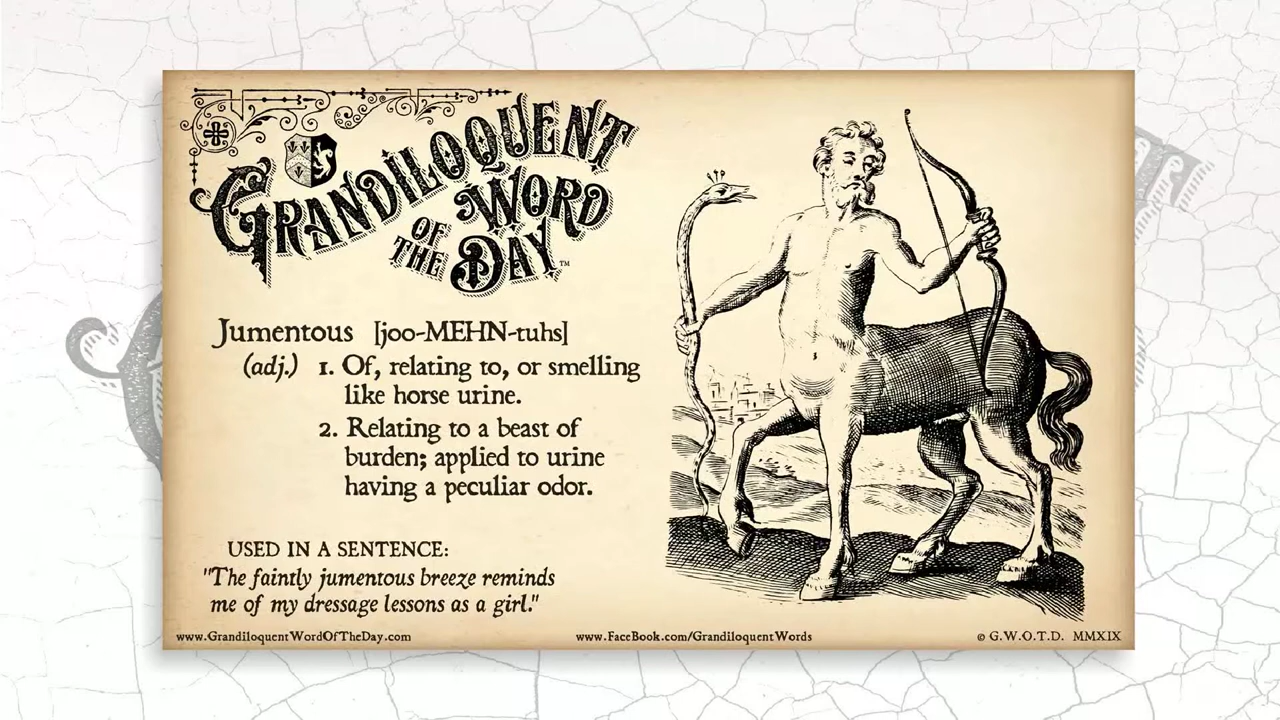 GRANDILOQUENT
WORD
OF
THE DAY™
Jumentous [joo-MEHN-tuhs]
(adj.) 1. Of, relating to, or smelling
like horse urine.
2. Relating to a beast of
burden; applied to urine
having a peculiar odor.
USED IN A SENTENCE:
"The faintly jumentous breeze reminds
me of my dressage lessons as a girl."
www.GrandiloquentWordOfTheDay.com www.FaceBook.com/GrandiloquentWords © G.W.O.T.D. MMXIX